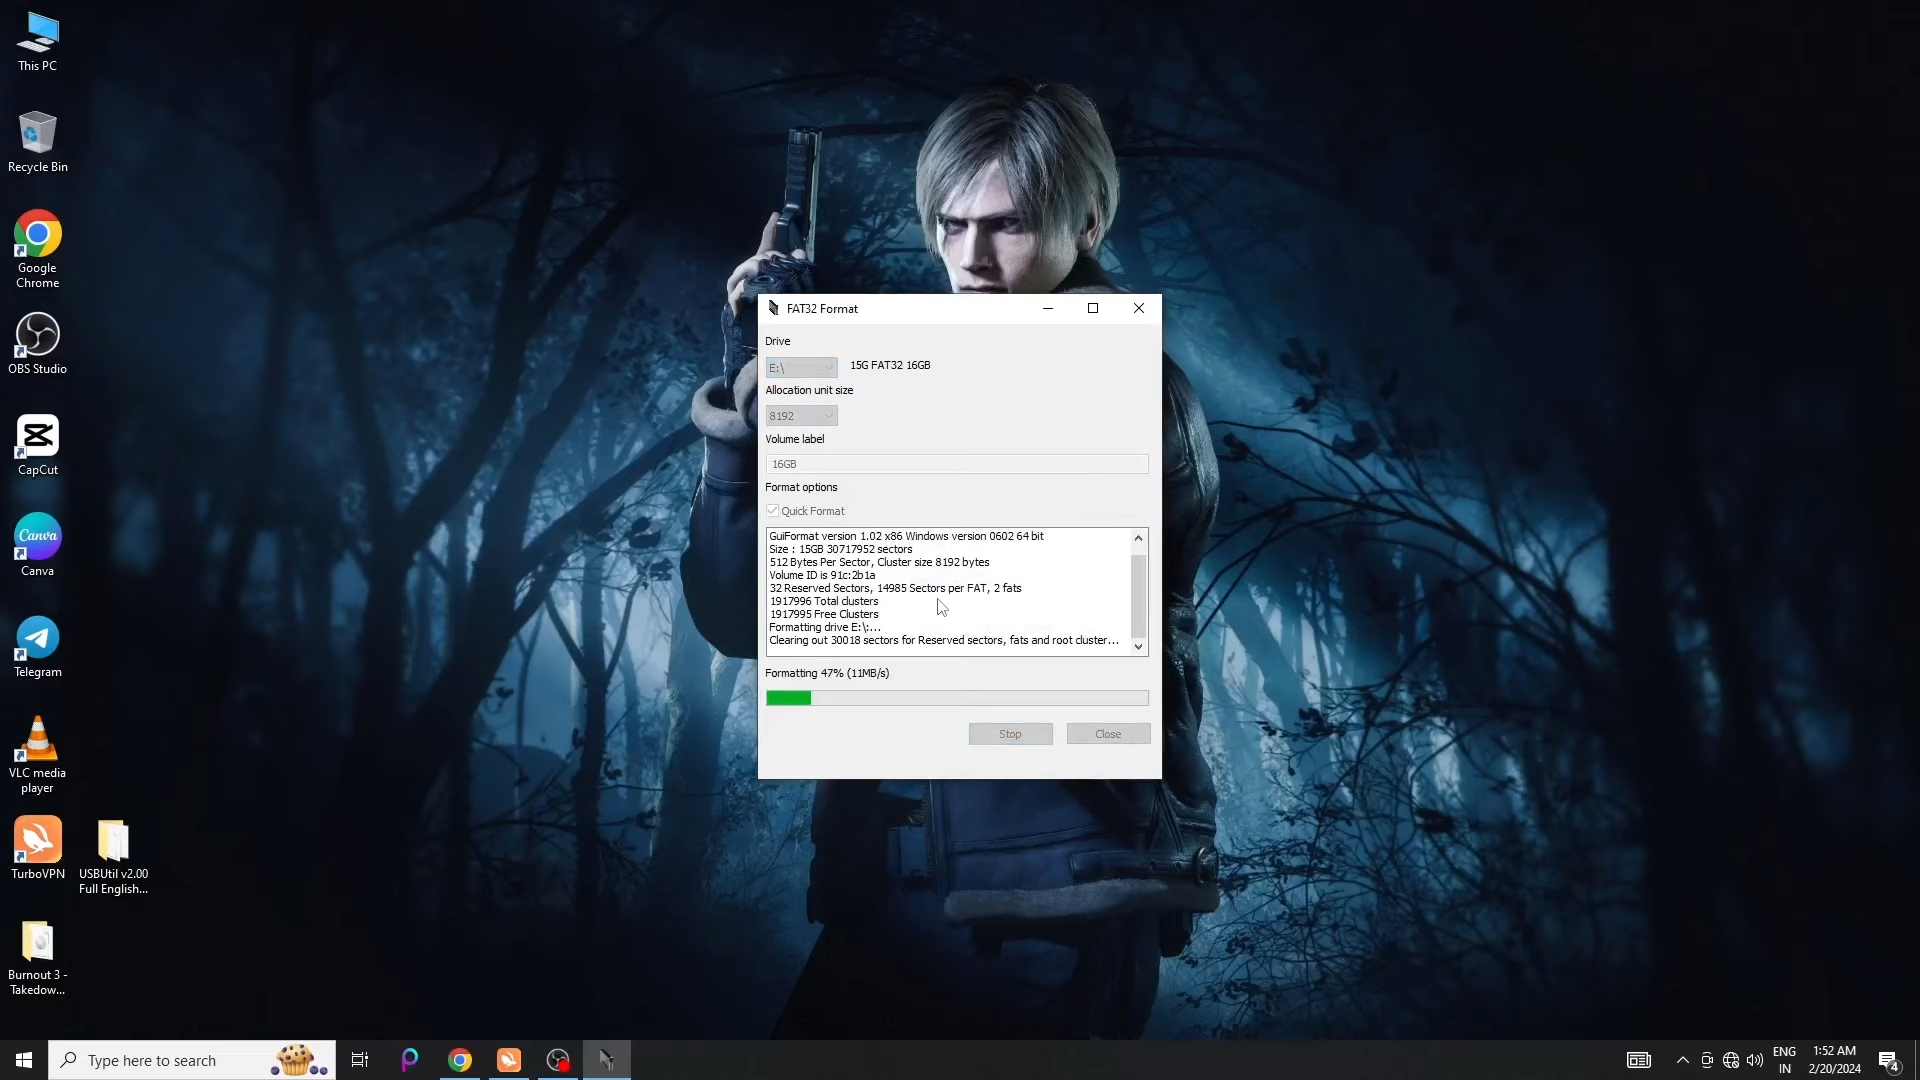 This PC
Recycle Bin
Google
Chrome
OBS Studio
CapCut
Canva
Canva
Telegram
VLC media
player
TurboVPN
USBUtil v2.00
Full English...
Burnout 3 -
Takedow...
FAT32 Format
Drive
E:\
15G FAT32 16GB
Allocation unit size
8192
Volume label
16GB
Format options
Quick Format
GuiFormat version 1.02 x86 Windows version 0602 64 bit
Size : 15GB 30717952 sectors
512 Bytes Per Sector, Cluster size 8192 bytes
Volume ID is 91c:2b1a
32 Reserved Sectors, 14985 Sectors per FAT, 2 fats
1917996 Total clusters
1917995 Free Clusters
Formatting drive E:\:...
Clearing out 30018 sectors for Reserved sectors, fats and root cluster...
Formatting 47% (11MB/s)
Stop
Close
Type here to search
ENG
IN
1:52 AM
2/20/2024
4